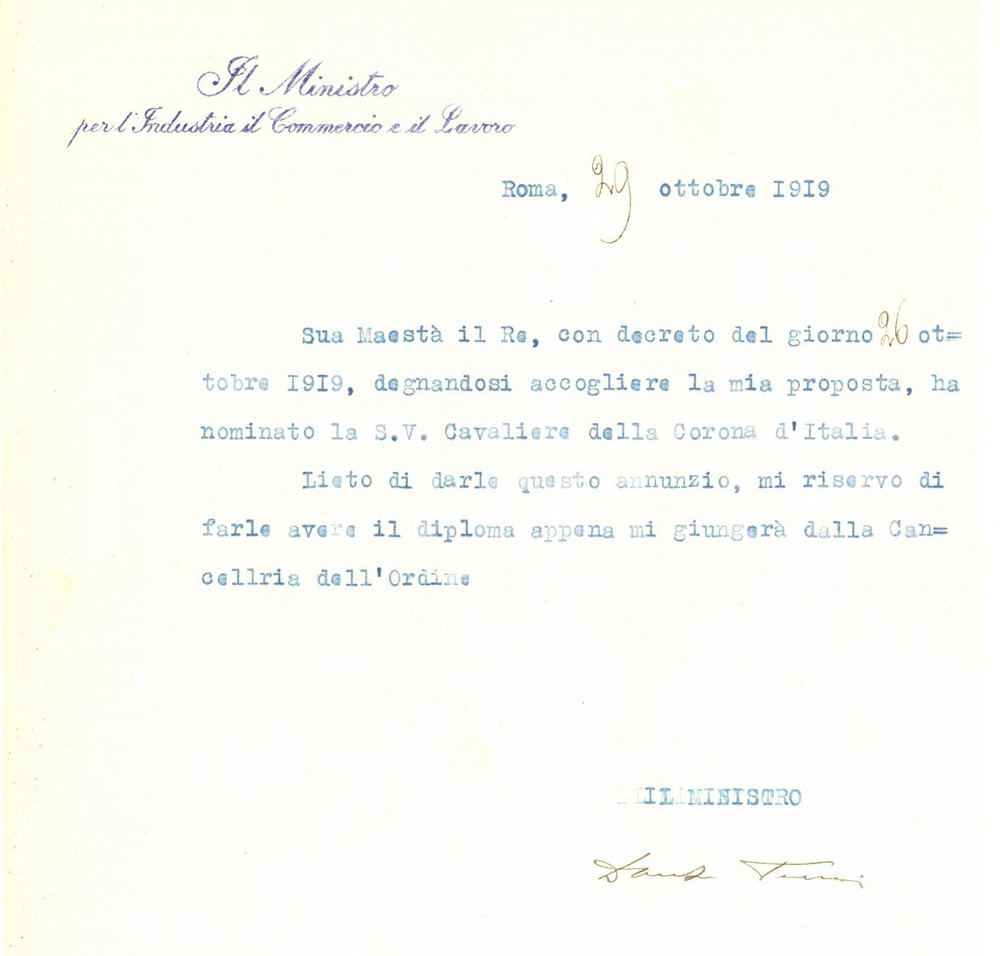 Il Ministro
per l'Industria il Commercio e il Lavoro
Roma, 29 ottobre 1919
Sua Maestà il Re, con decreto del giorno 26 ot=
tobre 1919, degnandosi accogliere la mia proposta, ha
nominato la S.V. Cavaliere della Corona d'Italia.
Lieto di darle questo annunzio, mi riservo di
farle avere il diploma appena mi giungerà dalla Can=
cellria dell'Ordine
IL MINISTRO
Dante